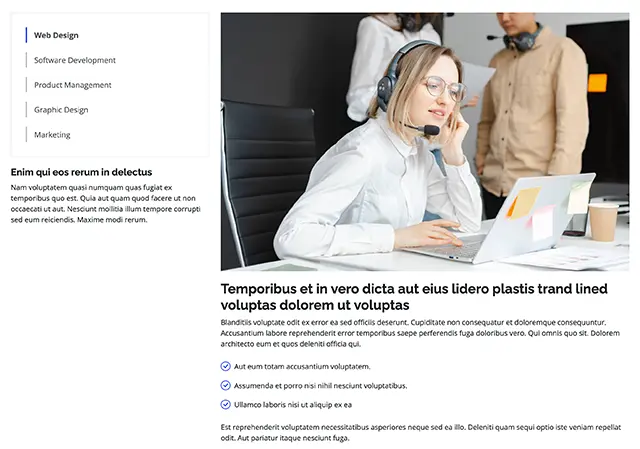 Web Design
Software Development
Product Management
Graphic Design
Marketing
Enim qui eos rerum in delectus
Nam voluptatem quasi numquam quas fugiat ex
temporibus quo est. Quia aut quam quod facere ut non
occaecati ut aut. Nesciunt mollitia illum tempore corrupti
sed eum reiciendis. Maxime modi rerum.
Temporibus et in vero dicta aut eius lidero plastis trand lined
voluptas dolorem ut voluptas
Blanditiis voluptate odit ex error ea sed officiis deserunt. Cupiditate non consequatur et doloremque consequuntur.
Accusantium labore reprehenderit error temporibus saepe perferendis fuga doloribus vero. Qui omnis quo sit. Dolorem
architecto eum et quos deleniti officia qui.
Aut eum totam accusantium voluptatem.
Assumenda et porro nisi nihil nesciunt voluptatibus.
Ullamco laboris nisi ut aliquip ex ea
Est reprehenderit voluptatem necessitatibus asperiores neque sed ea illo. Deleniti quam sequi optio iste veniam repellat
odit. Aut pariatur itaque nesciunt fuga.